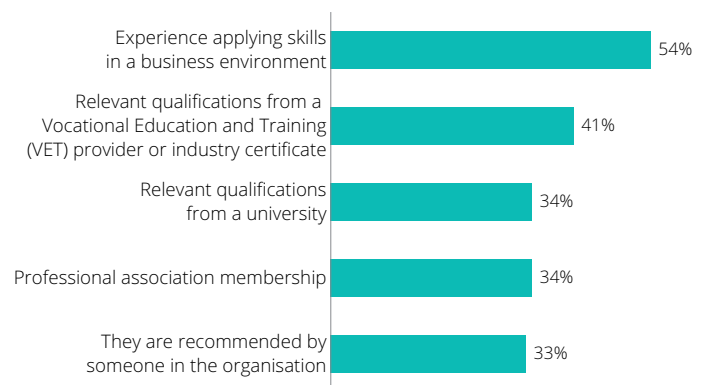 Experience applying skills
in a business environment
54%
Relevant qualifications from a
Vocational Education and Training
(VET) provider or industry certificate
41%
Relevant qualifications
from a university
34%
Professional association membership
34%
They are recommended by
someone in the organisation
33%